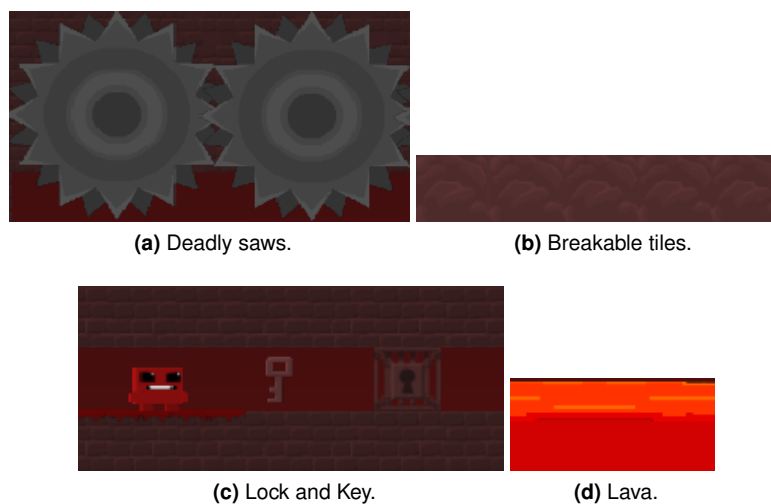 (a) Deadly saws.
(b) Breakable tiles.
(c) Lock and Key.
(d) Lava.